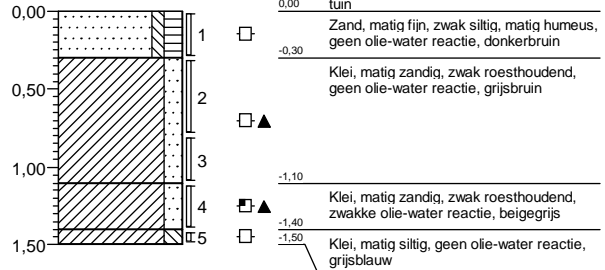 0,00
0,50
1,00
1,50
1
2
3
4
5
0,00
tuin
Zand, matig fijn, zwak siltig, matig humeus,
geen olie-water reactie, donkerbruin
-0,30
Klei, matig zandig, zwak roesthoudend,
geen olie-water reactie, grijsbruin
-1,10
Klei, matig zandig, zwak roesthoudend,
zwakke olie-water reactie, beigegrijs
-1,40
-1,50
Klei, matig siltig, geen olie-water reactie,
grijsblauw